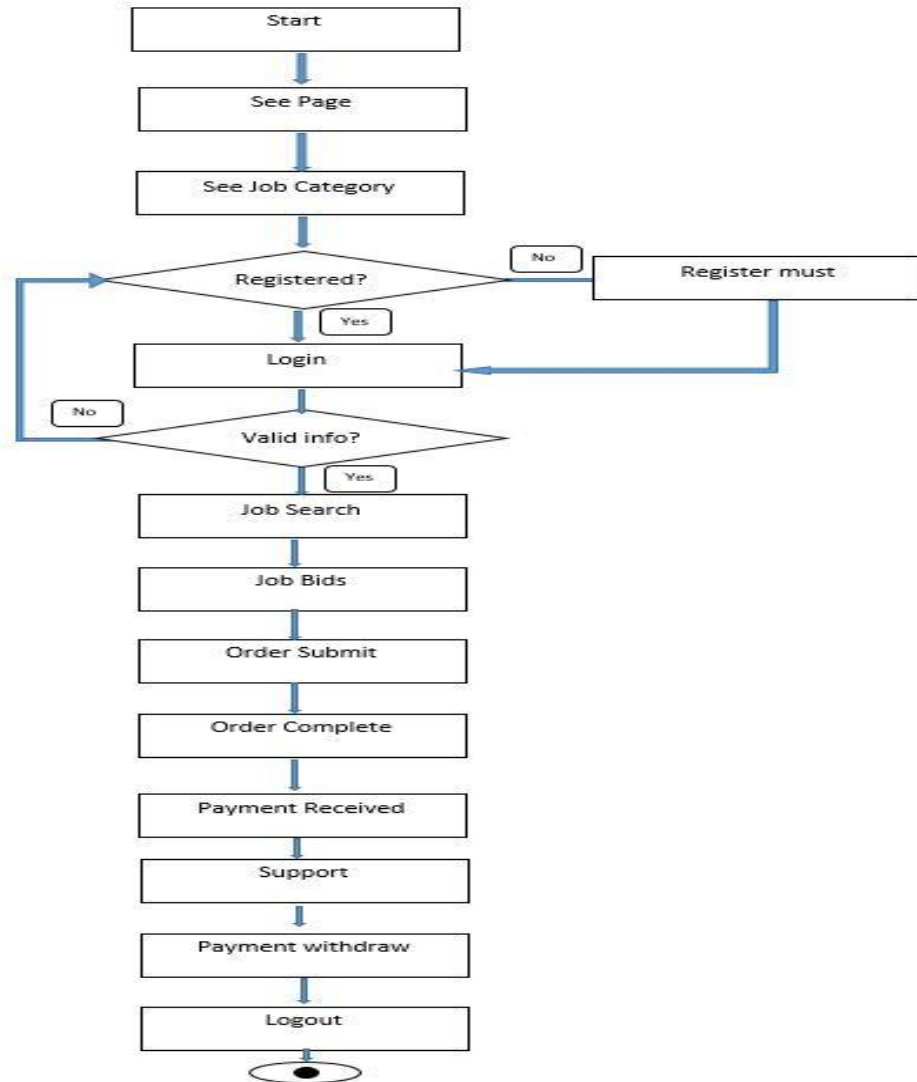 Start
See Page
See Job Category
Registered?
No
Register must
Yes
Login
No
Valid info?
Yes
Job Search
Job Bids
Order Submit
Order Complete
Payment Received
Support
Payment withdraw
Logout